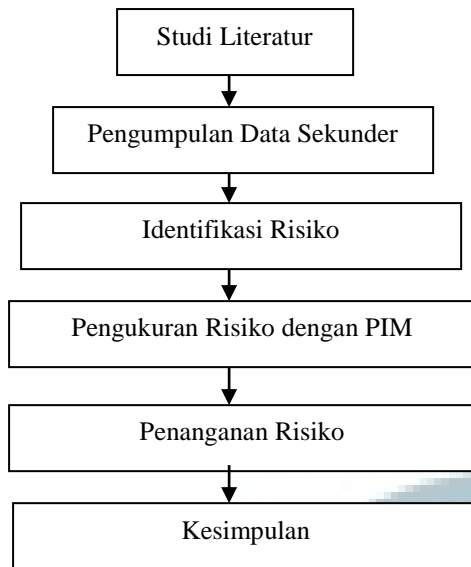 Studi Literatur
Pengumpulan Data Sekunder
Identifikasi Risiko
Pengukuran Risiko dengan PIM
Penanganan Risiko
Kesimpulan